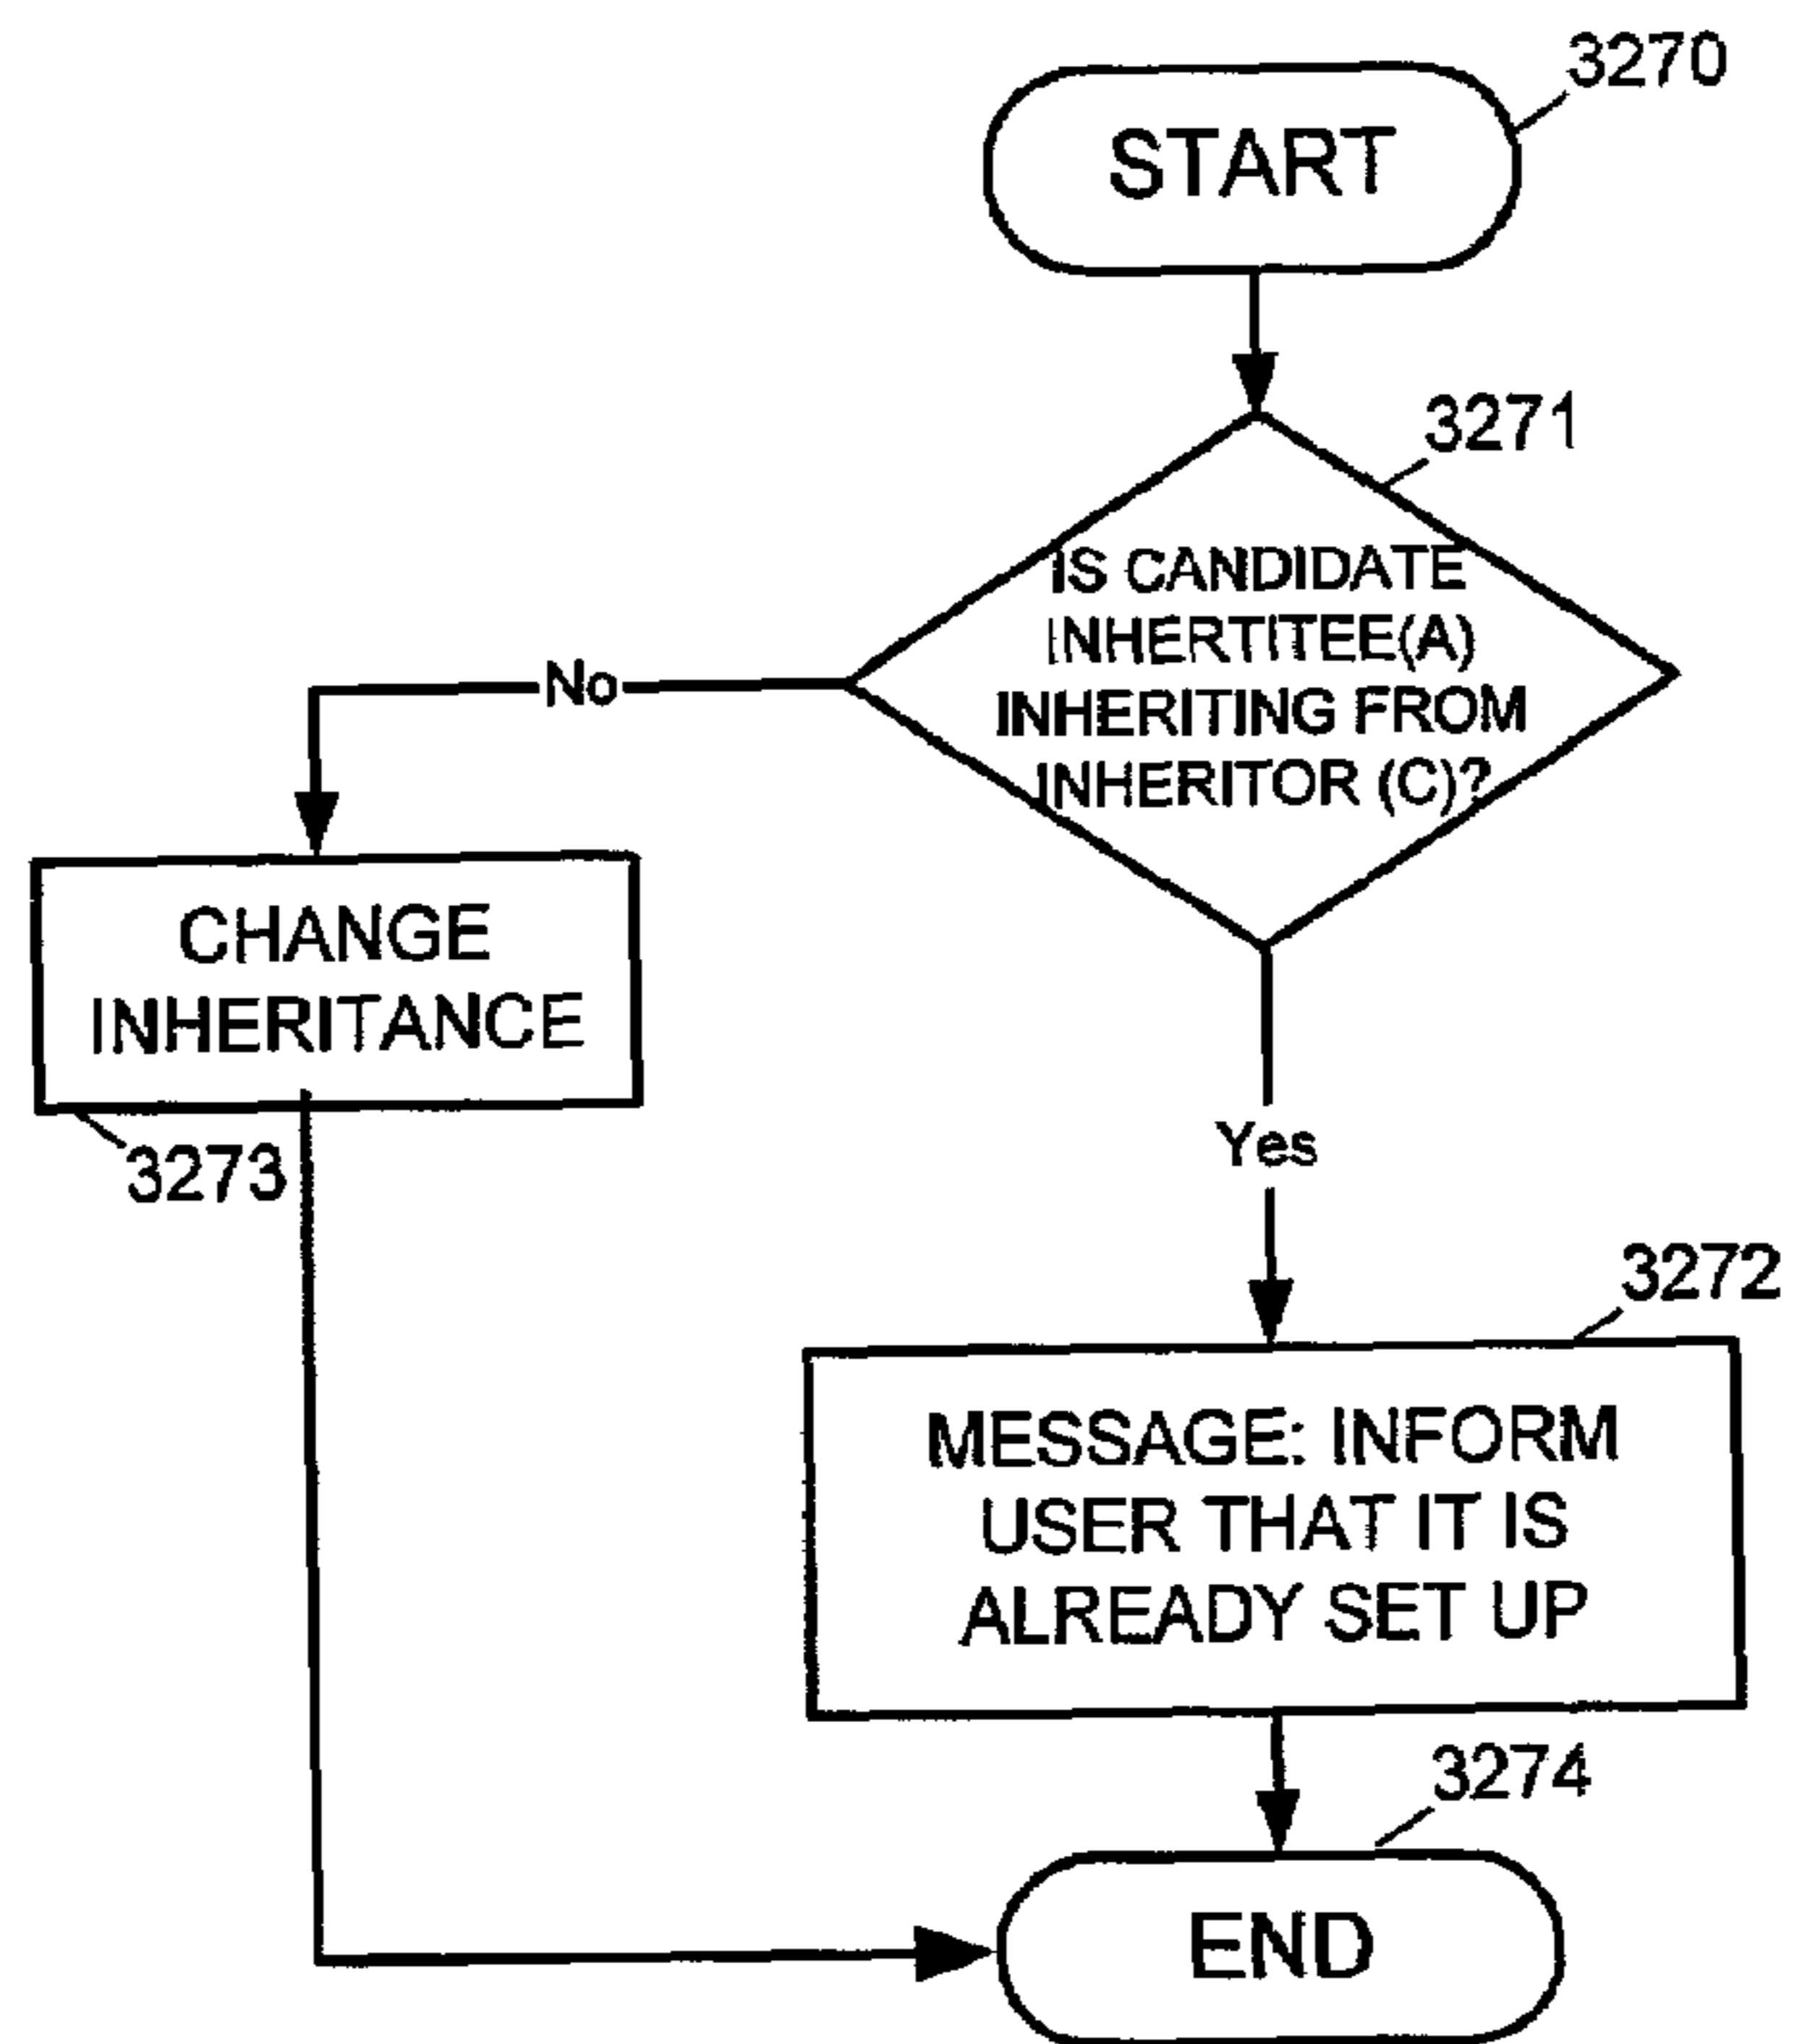 3270
START
3271
IS CANDIDATE
INHERTITEE(A)
INHERITING FROM
INHERITOR (C)?
No
CHANGE
INHERITANCE
3273
Yes
3272
MESSAGE: INFORM
USER THAT IT IS
ALREADY SET UP
3274
END